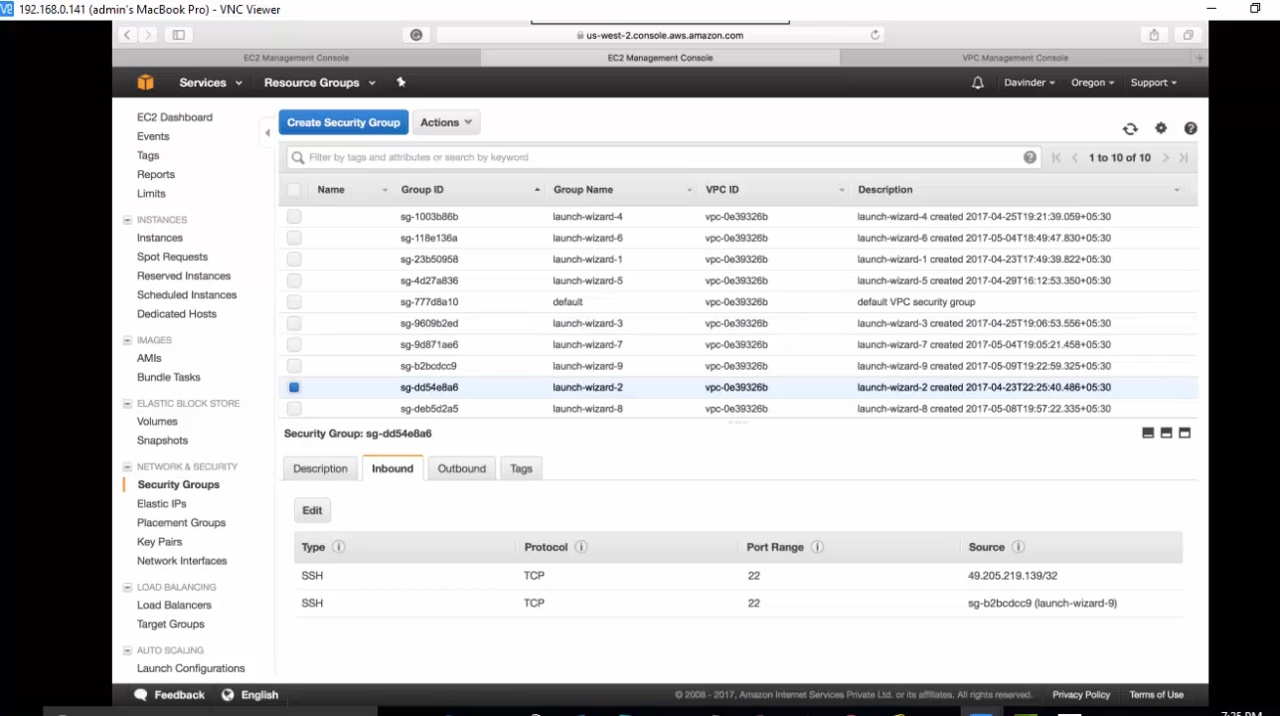 192.168.0.141 (admin's MacBook Pro) - VNC Viewer
us-west-2.console.aws.amazon.com
EC2 Management Console EC2 Management Console VPC Management Console
Services Resource Groups Davinder Oregon Support
EC2 Dashboard
Events
Tags
Reports
Limits
INSTANCES
Instances
Spot Requests
Reserved Instances
Scheduled Instances
Dedicated Hosts
IMAGES
AMIs
Bundle Tasks
ELASTIC BLOCK STORE
Volumes
Snapshots
NETWORK & SECURITY
Security Groups
Elastic IPs
Placement Groups
Key Pairs
Network Interfaces
LOAD BALANCING
Load Balancers
Target Groups
AUTO SCALING
Launch Configurations
Create Security Group Actions
Filter by tags and attributes or search by keyword 1 to 10 of 10
Name Group ID Group Name VPC ID Description
sg-1003b86b launch-wizard-4 vpc-0e39326b launch-wizard-4 created 2017-04-25T19:21:39.059+05:30
sg-118e136a launch-wizard-6 vpc-0e39326b launch-wizard-6 created 2017-05-04T18:49:47.830+05:30
sg-23b50958 launch-wizard-1 vpc-0e39326b launch-wizard-1 created 2017-04-23T17:49:39.822+05:30
sg-4d27a836 launch-wizard-5 vpc-0e39326b launch-wizard-5 created 2017-04-29T16:12:53.350+05:30
sg-777d8a10 default vpc-0e39326b default VPC security group
sg-9609b2ed launch-wizard-3 vpc-0e39326b launch-wizard-3 created 2017-04-25T19:06:53.556+05:30
sg-9d871ae6 launch-wizard-7 vpc-0e39326b launch-wizard-7 created 2017-05-04T19:05:21.458+05:30
sg-b2bcdcc9 launch-wizard-9 vpc-0e39326b launch-wizard-9 created 2017-05-09T19:22:59.325+05:30
sg-dd54e8a6 launch-wizard-2 vpc-0e39326b launch-wizard-2 created 2017-04-23T22:25:40.486+05:30
sg-deb5d2a5 launch-wizard-8 vpc-0e39326b launch-wizard-8 created 2017-05-08T19:57:22.335+05:30
Security Group: sg-dd54e8a6
Description Inbound Outbound Tags
Edit
Type Protocol Port Range Source
SSH TCP 22 49.205.219.139/32
SSH TCP 22 sg-b2bcdcc9 (launch-wizard-9)
Feedback English © 2008 - 2017, Amazon Internet Services Private Ltd. or its affiliates. All rights reserved. Privacy Policy Terms of Use